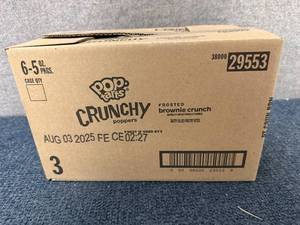 6-5 OZ. PKGS.
CASE QTY
38000 29553
POP tarts
CRUNCHY
poppers
FROSTED
brownie crunch
AUG 03 2025 FE CE 02:27
3